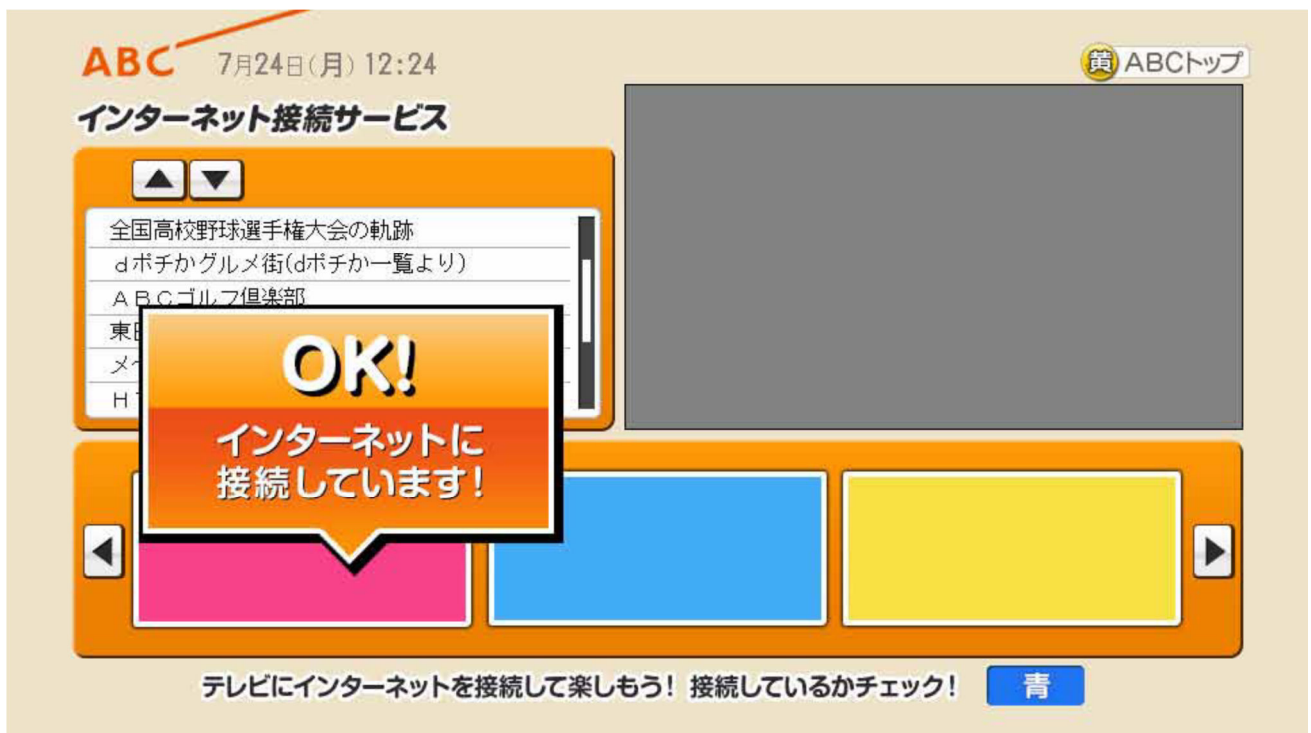 ABC 7月24日(月) 12:24
黄 ABCトップ
インターネット接続サービス
▲ ▼
全国高校野球選手権大会の軌跡
dポチかグルメ街(dポチか一覧より)
ABCゴルフ倶楽部
OK!
インターネットに
接続しています!
テレビにインターネットを接続して楽しもう! 接続しているかチェック! 青